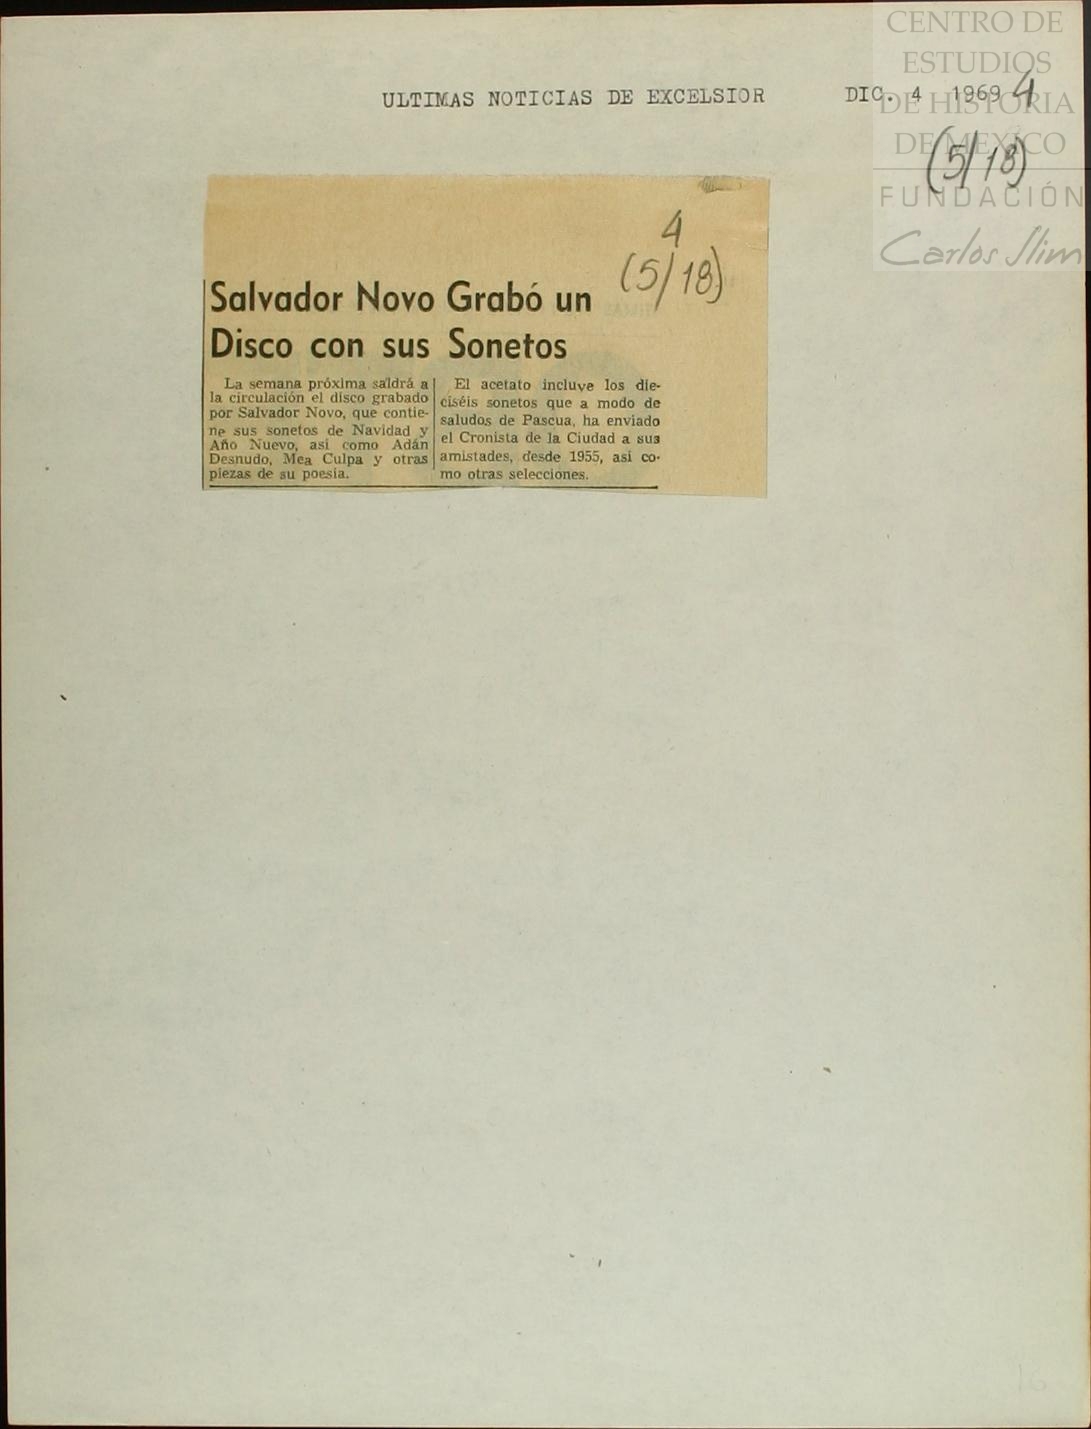 CENTRO DE
ESTUDIOS
DE HISTORIA
DE MÉXICO
FUNDACIÓN
Carlos Slim
ULTIMAS NOTICIAS DE EXCELSIOR DIC. 4 1969 4
(5/18)
4
(5/18)
Salvador Novo Grabó un
Disco con sus Sonetos
La semana próxima saldrá a
la circulación el disco grabado
por Salvador Novo, que contie-
ne sus sonetos de Navidad y
Año Nuevo, así como Adán
Desnudo, Mea Culpa y otras
piezas de su poesía.
El acetato incluye los die-
ciséis sonetos que a modo de
saludos de Pascua, ha enviado
el Cronista de la Ciudad a sus
amistades, desde 1955, así co-
mo otras selecciones.
16